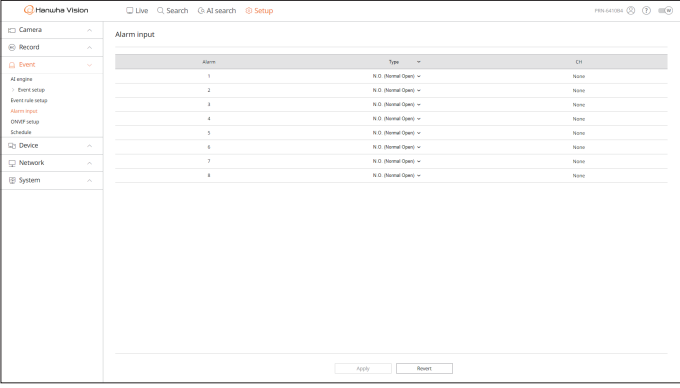 Hanwha Vision
Live Search AI search Setup
PRN-6410B4
Camera
Record
Event
AI engine
Event setup
Event rule setup
Alarm input
ONVIF setup
Schedule
Device
Network
System
Alarm input
Alarm Type CH
1 N.O. (Normal Open) None
2 N.O. (Normal Open) None
3 N.O. (Normal Open) None
4 N.O. (Normal Open) None
5 N.O. (Normal Open) None
6 N.O. (Normal Open) None
7 N.O. (Normal Open) None
8 N.O. (Normal Open) None
Apply Revert